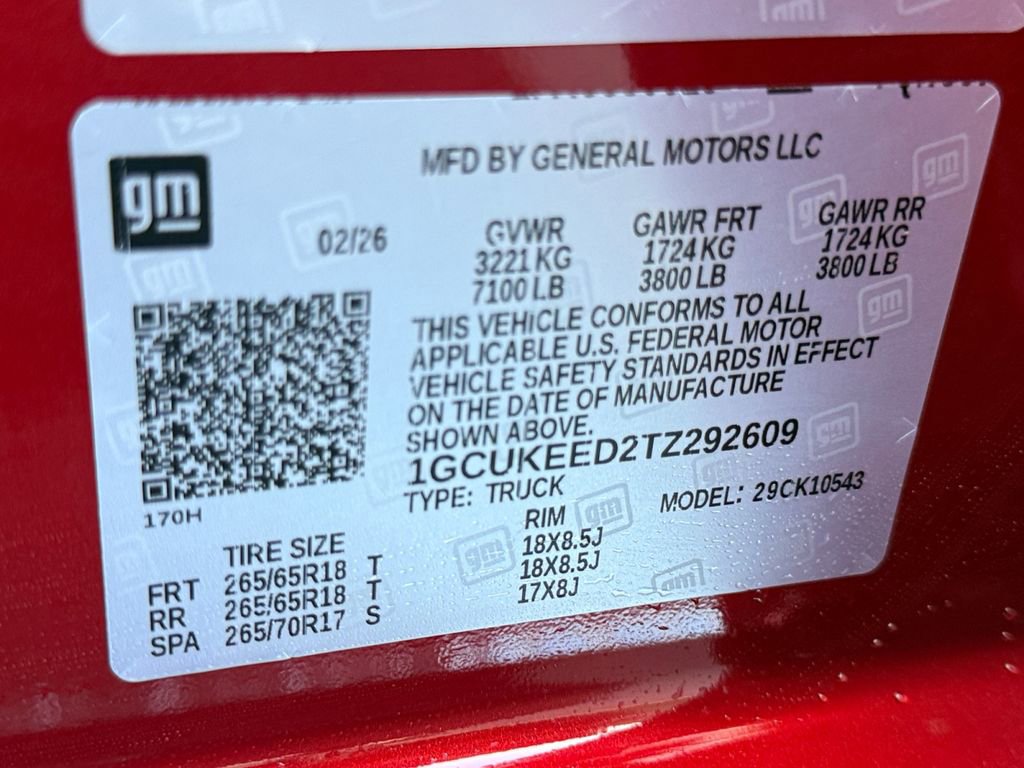 gm
MFD BY GENERAL MOTORS LLC
02/26
GVWR GAWR FRT GAWR RR
3221 KG 1724 KG 1724 KG
7100 LB 3800 LB 3800 LB
THIS VEHICLE CONFORMS TO ALL
APPLICABLE U.S. FEDERAL MOTOR
VEHICLE SAFETY STANDARDS IN EFFECT
ON THE DATE OF MANUFACTURE
SHOWN ABOVE.
1GCUKEED2TZ292609
TYPE: TRUCK MODEL: 29CK10543
170H
TIRE SIZE RIM
FRT 265/65R18 T 18X8.5J
RR 265/65R18 T 18X8.5J
SPA 265/70R17 S 17X8J